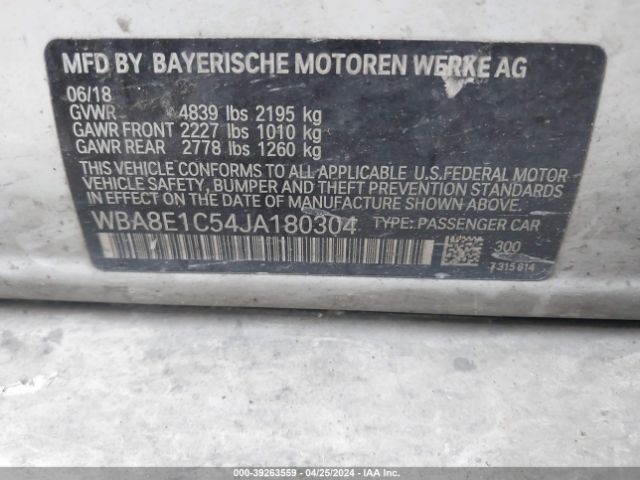 MFD BY BAYERISCHE MOTOREN WERKE AG
06/18
GVWR 4839 lbs 2195 kg
GAWR FRONT 2227 lbs 1010 kg
GAWR REAR 2778 lbs 1260 kg
THIS VEHICLE CONFORMS TO ALL APPLICABLE U.S.FEDERAL MOTOR
VEHICLE SAFETY, BUMPER AND THEFT PREVENTION STANDARDS
IN EFFECT ON THE DATE OF MANUFACTURE SHOWN ABOVE.
WBA8E1C54JA180304 TYPE: PASSENGER CAR
300
7315614
000-39263559 - 04/25/2024 - IAA Inc.